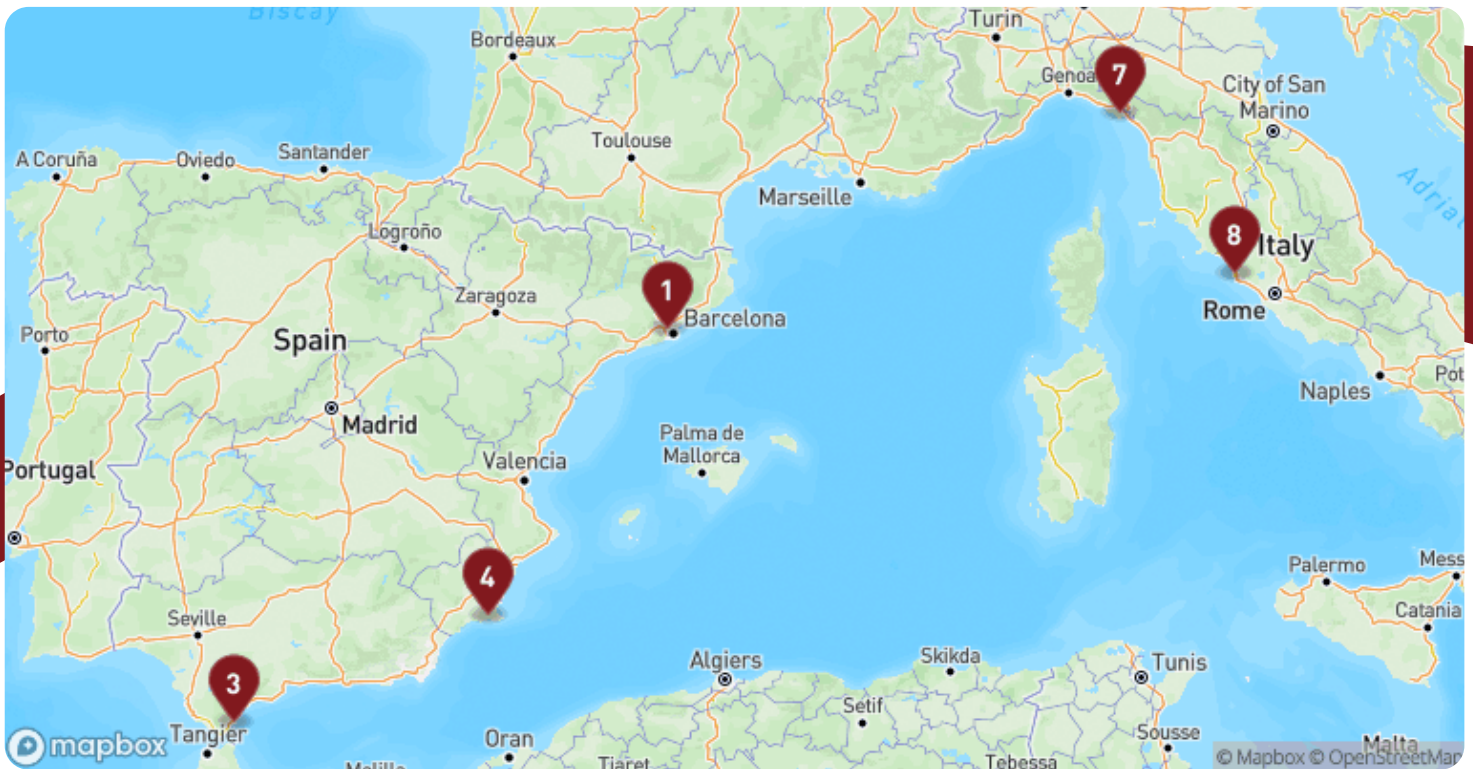 Biscay
Turin
Bordeaux
Genoa
7
City of San
Marino
Toulouse
A Coruña
Oviedo
Santander
Marseille
Adriat
Logroño
8
Italy
1
Zaragoza
Barcelona
Rome
Porto
Spain
Naples
Pot
Madrid
Palma de
Mallorca
Portugal
Valencia
4
Palermo
Mess
Seville
Catania
3
Algiers
Skikda
Tunis
Setif
Tangier
Oran
Sousse
Malta
mapbox
Melilla
Tiaret
Tebessa
© Mapbox © OpenStreetMap